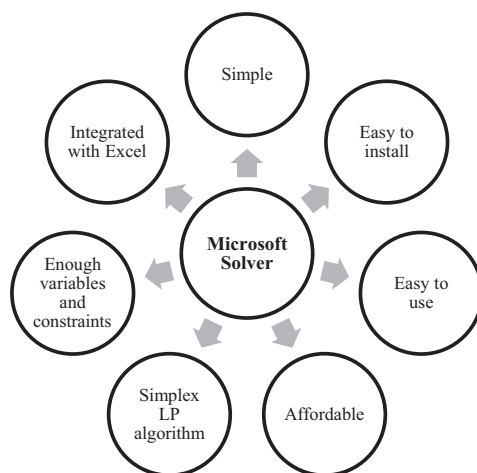 Simple
Easy to
install
Easy to
use
Affordable
Simplex
LP
algorithm
Enough
variables
and
constraints
Integrated
with Excel
Microsoft
Solver